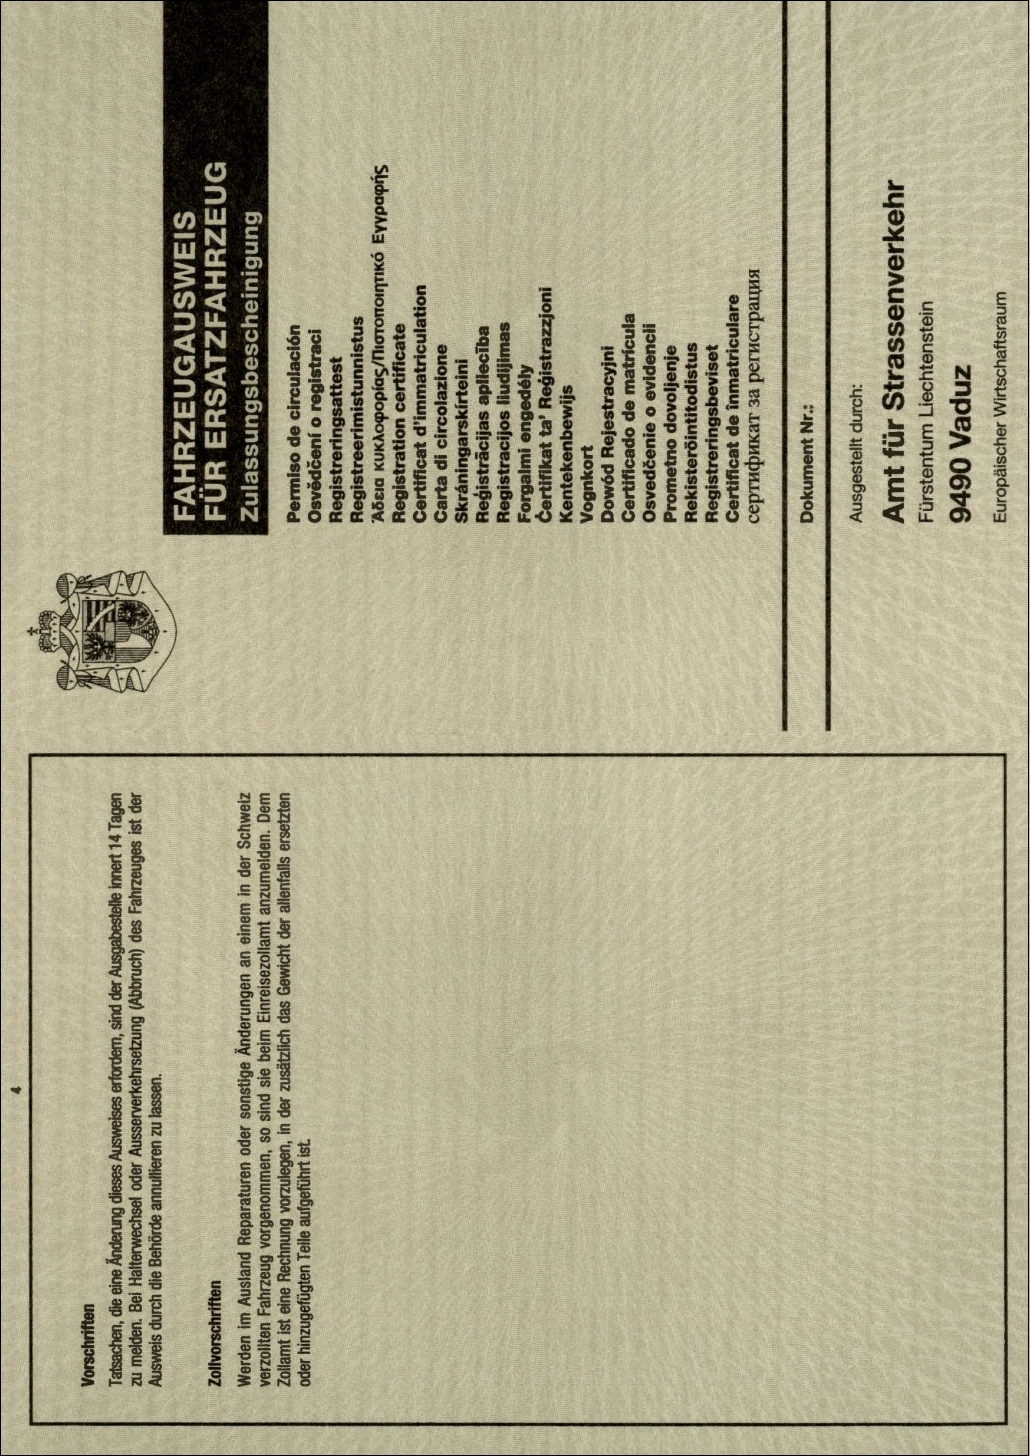 4
Vorschriften
Tatsachen, die eine Änderung dieses Ausweises erfordern, sind der Ausgabestelle innert 14 Tagen
zu melden. Bei Halterwechsel oder Ausserverkehrsetzung (Abbruch) des Fahrzeuges ist der
Ausweis durch die Behörde annullieren zu lassen.
Zollvorschriften
Werden im Ausland Reparaturen oder sonstige Änderungen an einem in der Schweiz
verzollten Fahrzeug vorgenommen, so sind sie beim Einreisezollamt anzumelden. Dem
Zollamt ist eine Rechnung vorzulegen, in der zusätzlich das Gewicht der allenfalls ersetzten
oder hinzugefügten Teile aufgeführt ist.
FAHRZEUGAUSWEIS
FÜR ERSATZFAHRZEUG
Zulassungsbescheinigung
Permiso de circulación
Osvědčení o registraci
Registreringsattest
Registreerimistunnistus
Άδεια κυκλοφορίας/Πιστοποιητικό Εγγραφής
Registration certificate
Certificat d'immatriculation
Carta di circolazione
Skráningarskírteini
Reģistrācijas apliecība
Registracijos liudijimas
Forgalmi engedély
Ċertifikat ta' Reġistrazzjoni
Kentekenbewijs
Vognkort
Dowód Rejestracyjni
Certificado de matrícula
Osvedčenie o evidencii
Prometno dovoljenje
Rekisteröintitodistus
Registreringsbeviset
Certificat de înmatriculare
сертификат за регистрация
Dokument Nr.:
Ausgestellt durch:
Amt für Strassenverkehr
Fürstentum Liechtenstein
9490 Vaduz
Europäischer Wirtschaftsraum